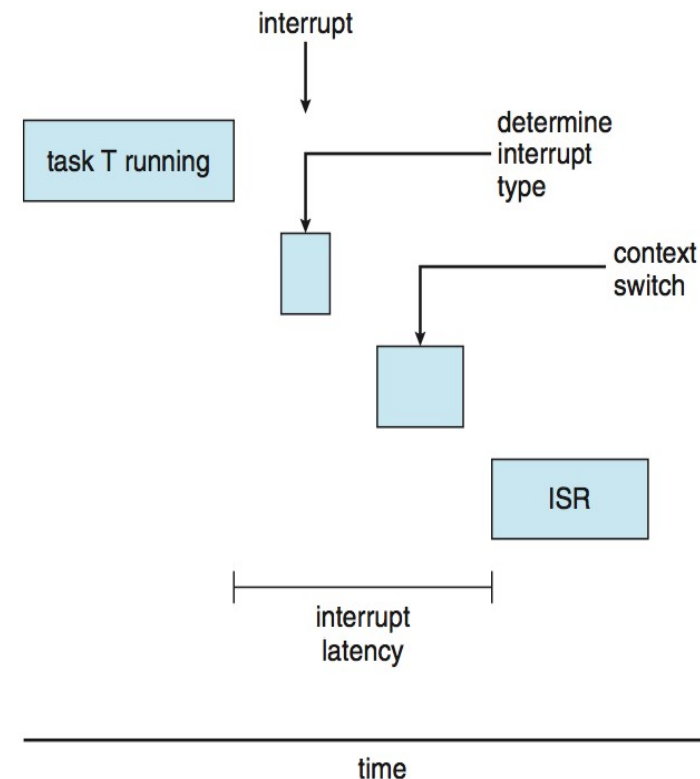 interrupt
task T running
determine
interrupt
type
context
switch
ISR
interrupt
latency
time